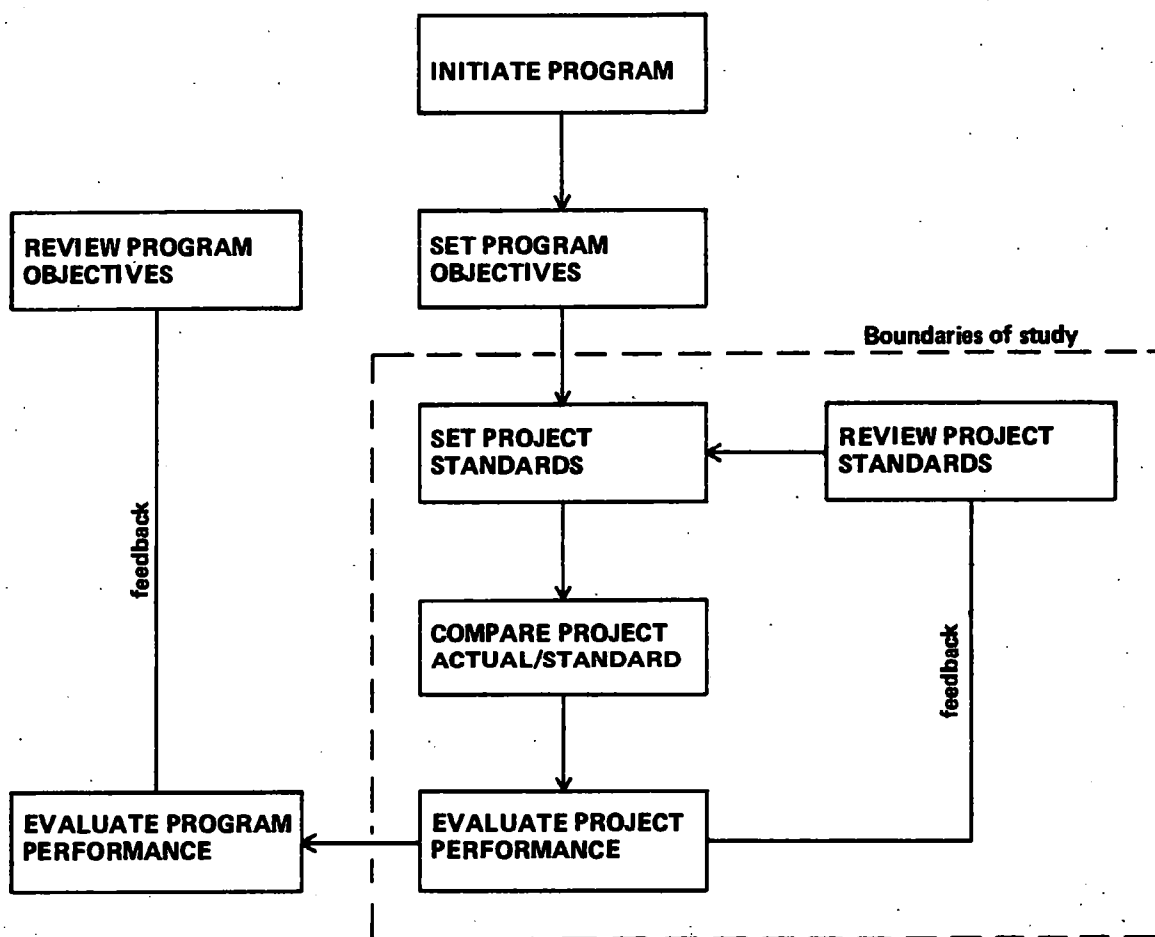 INITIATE PROGRAM
REVIEW PROGRAM
OBJECTIVES
SET PROGRAM
OBJECTIVES
Boundaries of study
SET PROJECT
STANDARDS
REVIEW PROJECT
STANDARDS
feedback
COMPARE PROJECT
ACTUAL/STANDARD
feedback
EVALUATE PROGRAM
PERFORMANCE
EVALUATE PROJECT
PERFORMANCE